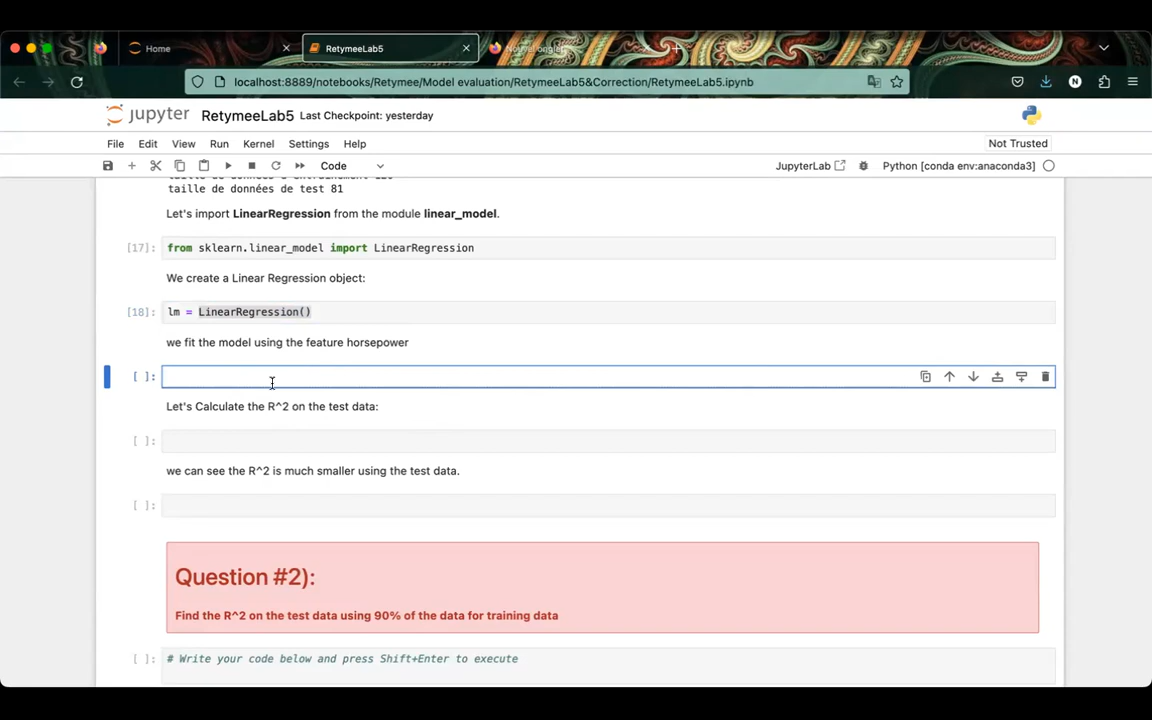 Home
RetymeeLab5
localhost:8889/notebooks/Retymee/Model evaluation/RetymeeLab5&Correction/RetymeeLab5.ipynb
N
jupyter RetymeeLab5 Last Checkpoint: yesterday
File Edit View Run Kernel Settings Help
Not Trusted
Code
JupyterLab
Python [conda env:anaconda3]
taille de données de test 81
Let's import LinearRegression from the module linear_model.
[17]: from sklearn.linear_model import LinearRegression
We create a Linear Regression object:
[18]: lm = LinearRegression()
we fit the model using the feature horsepower
[ ]:
Let's Calculate the R^2 on the test data:
[ ]:
we can see the R^2 is much smaller using the test data.
[ ]:
Question #2):
Find the R^2 on the test data using 90% of the data for training data
[ ]: # Write your code below and press Shift+Enter to execute